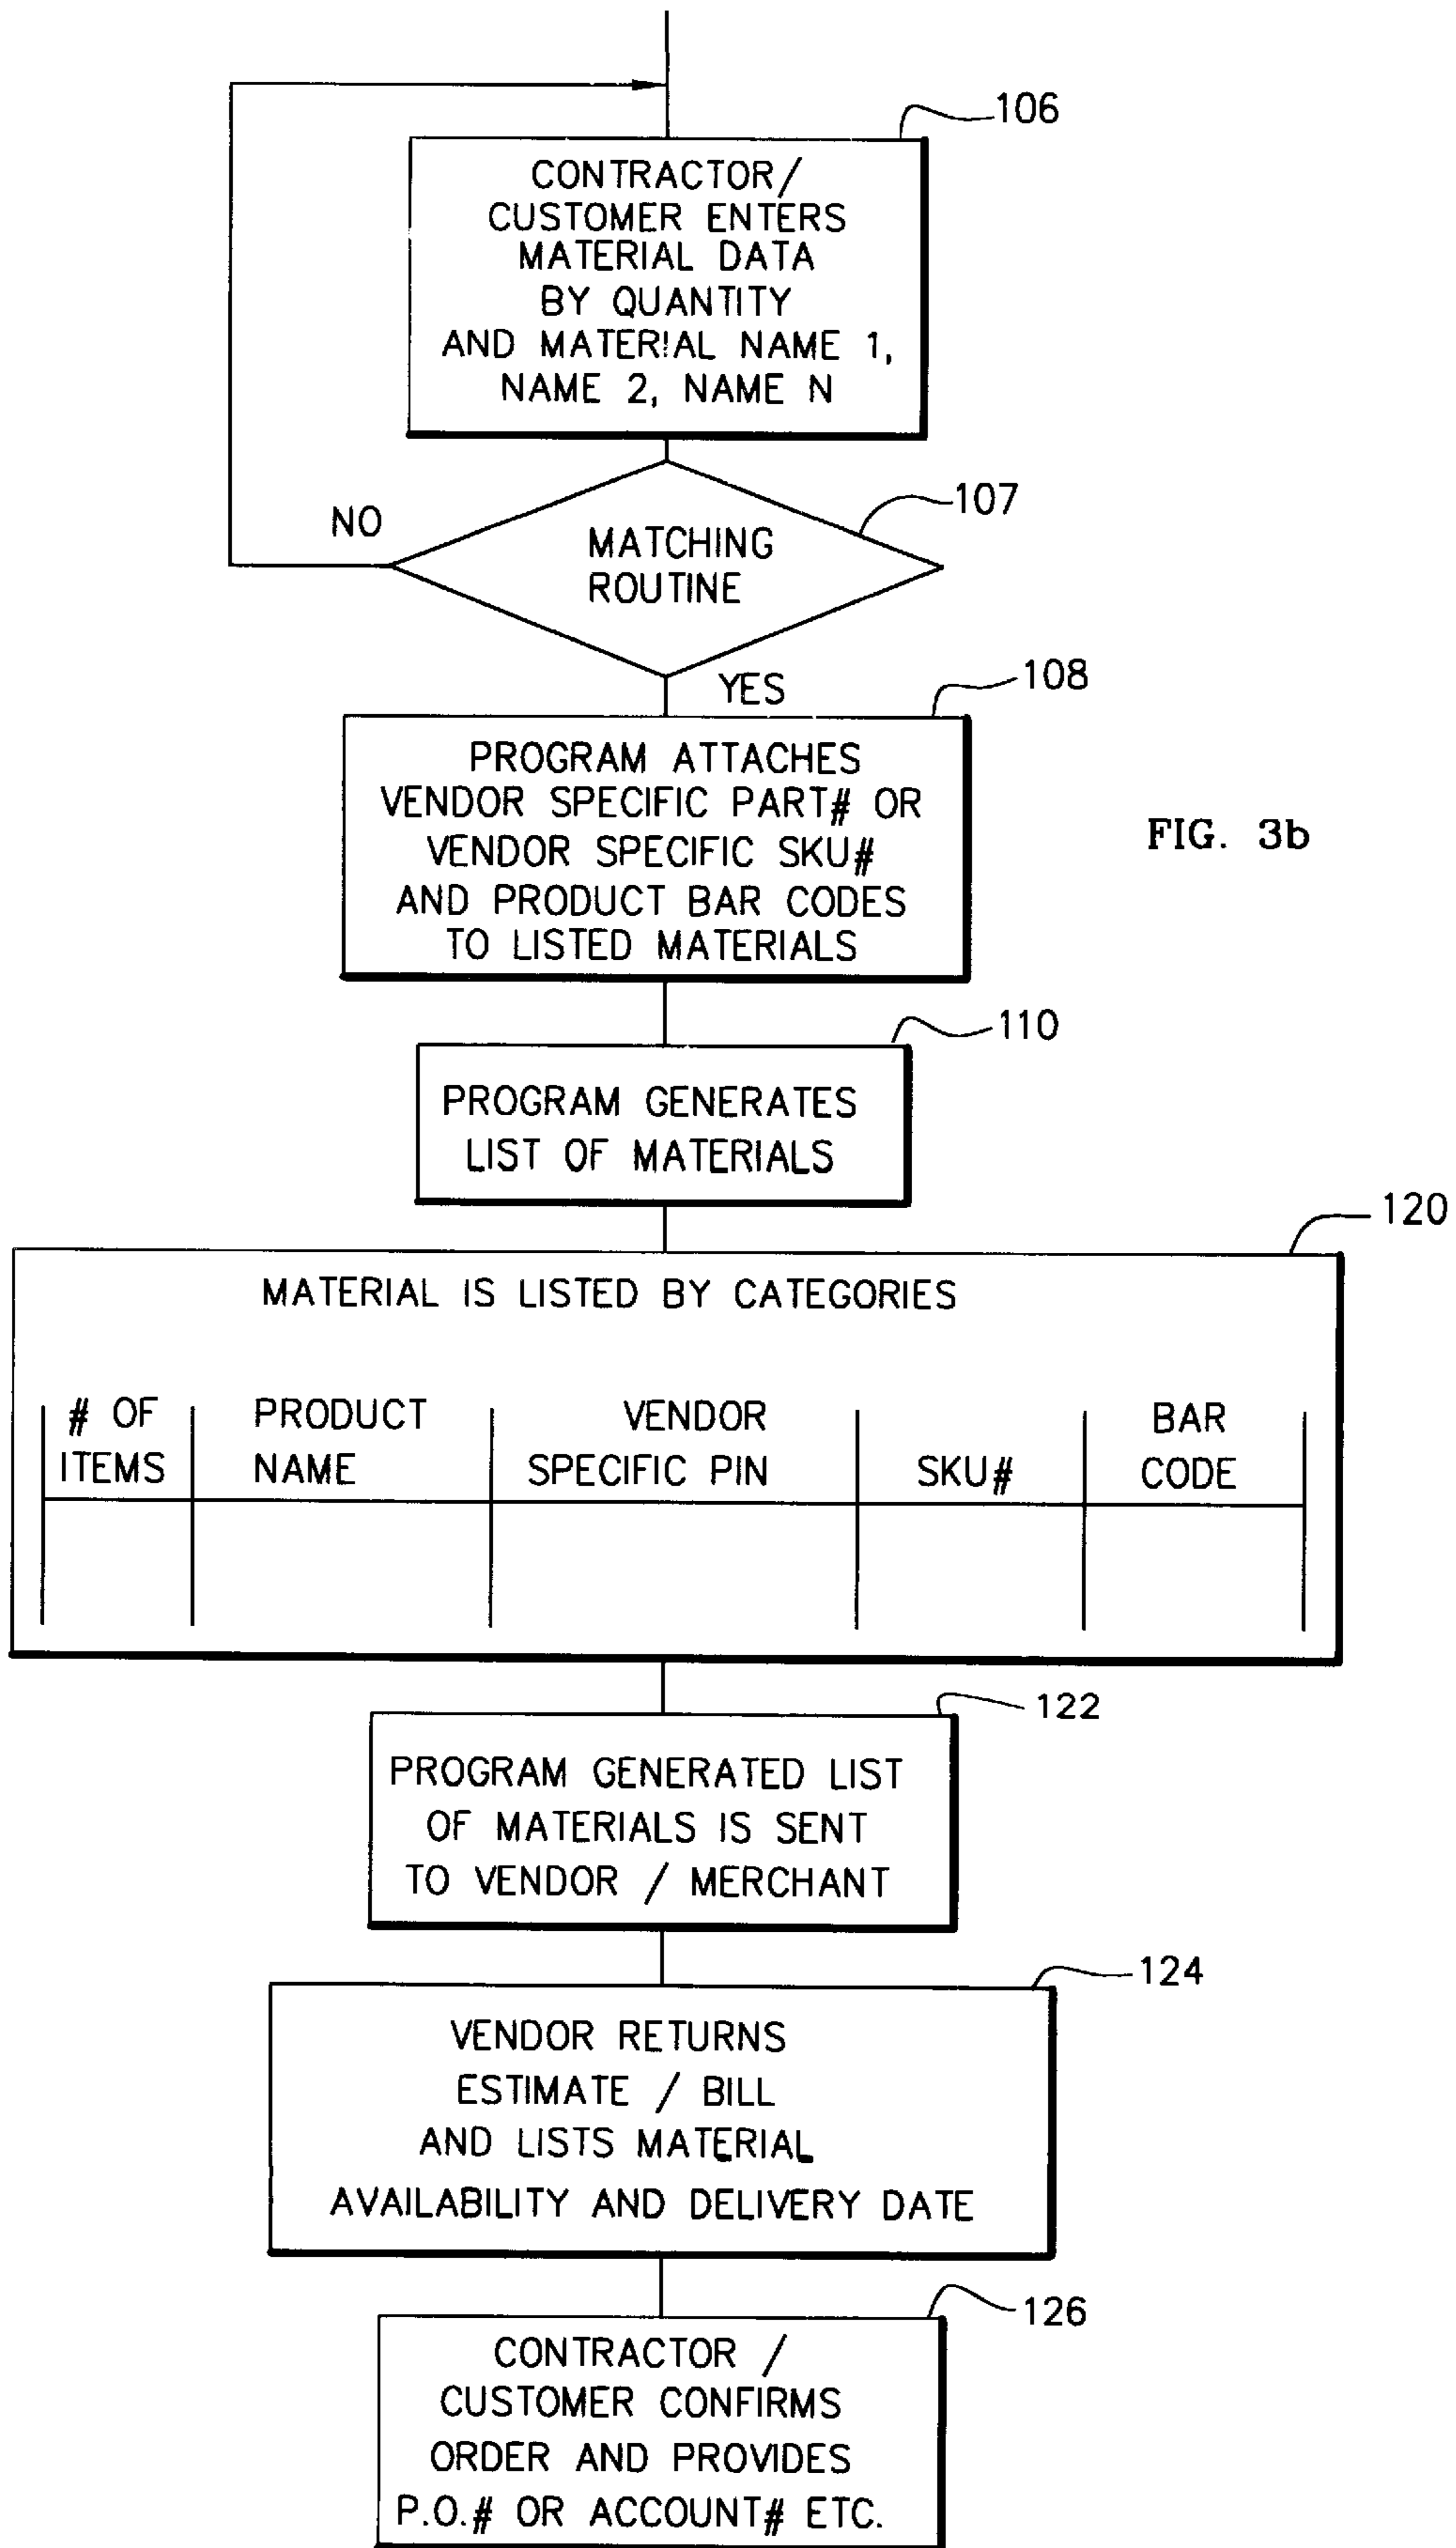 106
CONTRACTOR/
CUSTOMER ENTERS
MATERIAL DATA
BY QUANTITY
AND MATERIAL NAME 1,
NAME 2, NAME N
107
NO
MATCHING
ROUTINE
YES
108
PROGRAM ATTACHES
VENDOR SPECIFIC PART# OR
VENDOR SPECIFIC SKU#
AND PRODUCT BAR CODES
TO LISTED MATERIALS
FIG. 3b
110
PROGRAM GENERATES
LIST OF MATERIALS
120
MATERIAL IS LISTED BY CATEGORIES
# OF
ITEMS
PRODUCT
NAME
VENDOR
SPECIFIC PIN
SKU#
BAR
CODE
122
PROGRAM GENERATED LIST
OF MATERIALS IS SENT
TO VENDOR / MERCHANT
124
VENDOR RETURNS
ESTIMATE / BILL
AND LISTS MATERIAL
AVAILABILITY AND DELIVERY DATE
126
CONTRACTOR /
CUSTOMER CONFIRMS
ORDER AND PROVIDES
P.O.# OR ACCOUNT# ETC.